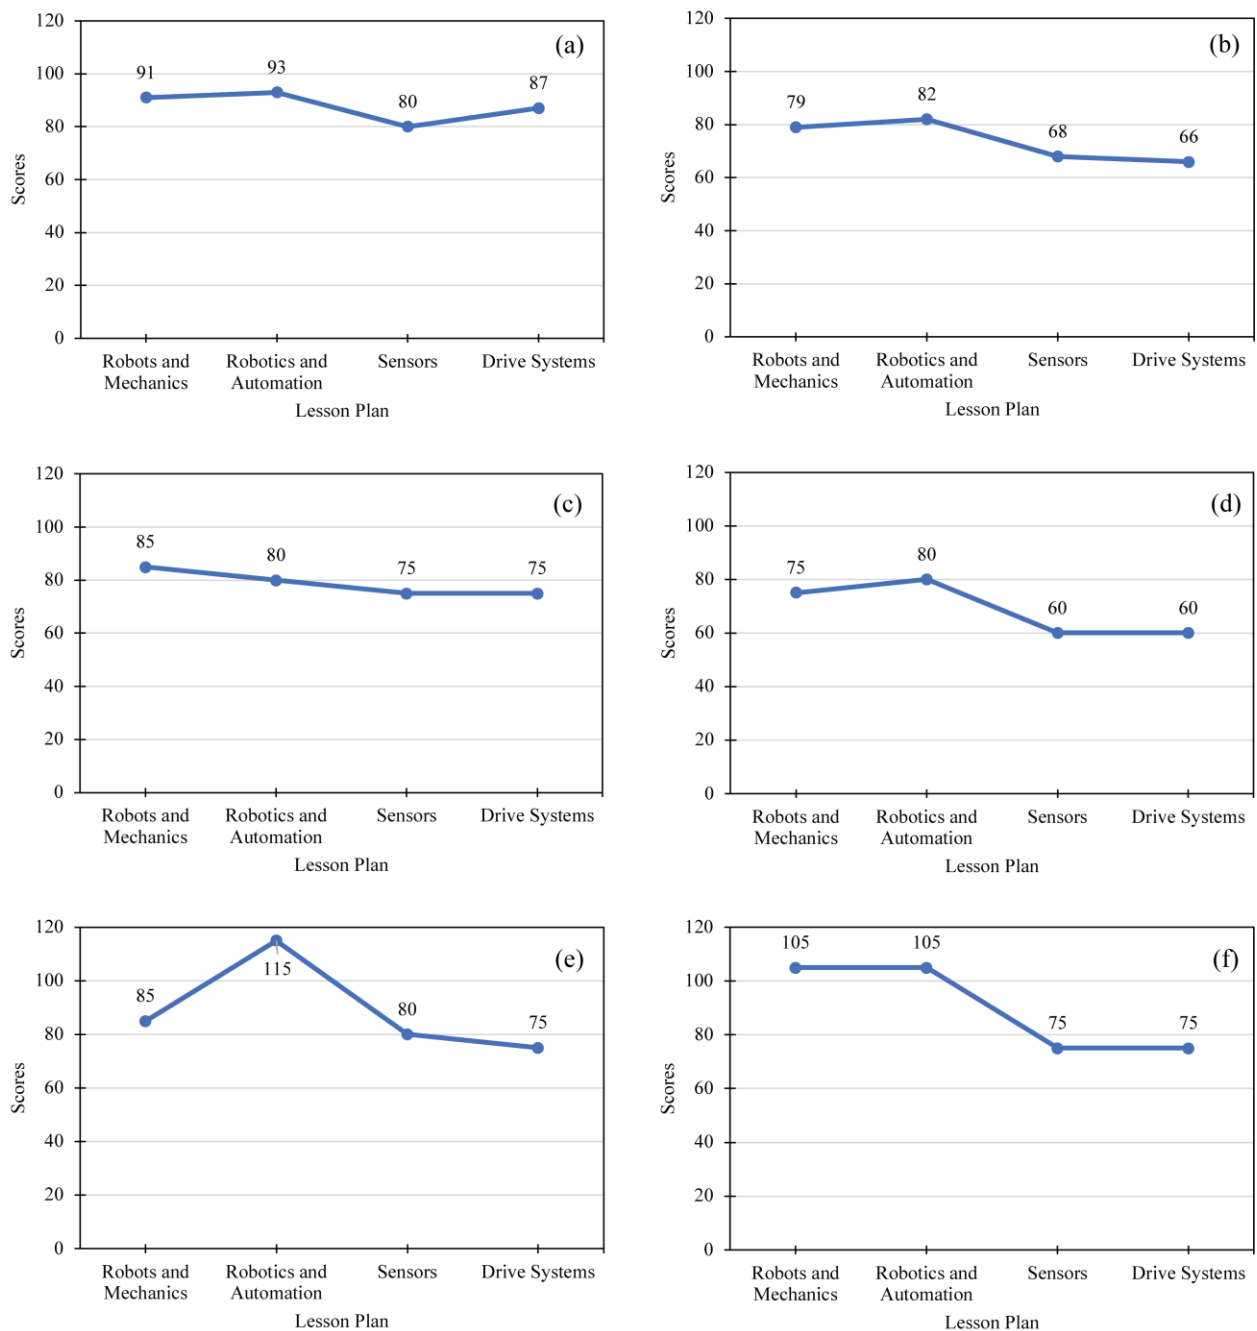 120
(a)
100
91
93
80
87
80
60
40
20
0
Scores
Robots and
Mechanics
Robotics and
Automation
Sensors
Drive Systems
Lesson Plan
120
(b)
100
79
82
68
66
80
60
40
20
0
Scores
Robots and
Mechanics
Robotics and
Automation
Sensors
Drive Systems
Lesson Plan
120
(c)
100
85
80
75
75
80
60
40
20
0
Scores
Robots and
Mechanics
Robotics and
Automation
Sensors
Drive Systems
Lesson Plan
120
(d)
100
75
80
60
60
80
60
40
20
0
Scores
Robots and
Mechanics
Robotics and
Automation
Sensors
Drive Systems
Lesson Plan
120
(e)
100
85
115
80
75
80
60
40
20
0
Scores
Robots and
Mechanics
Robotics and
Automation
Sensors
Drive Systems
Lesson Plan
120
(f)
100
105
105
75
75
80
60
40
20
0
Scores
Robots and
Mechanics
Robotics and
Automation
Sensors
Drive Systems
Lesson Plan